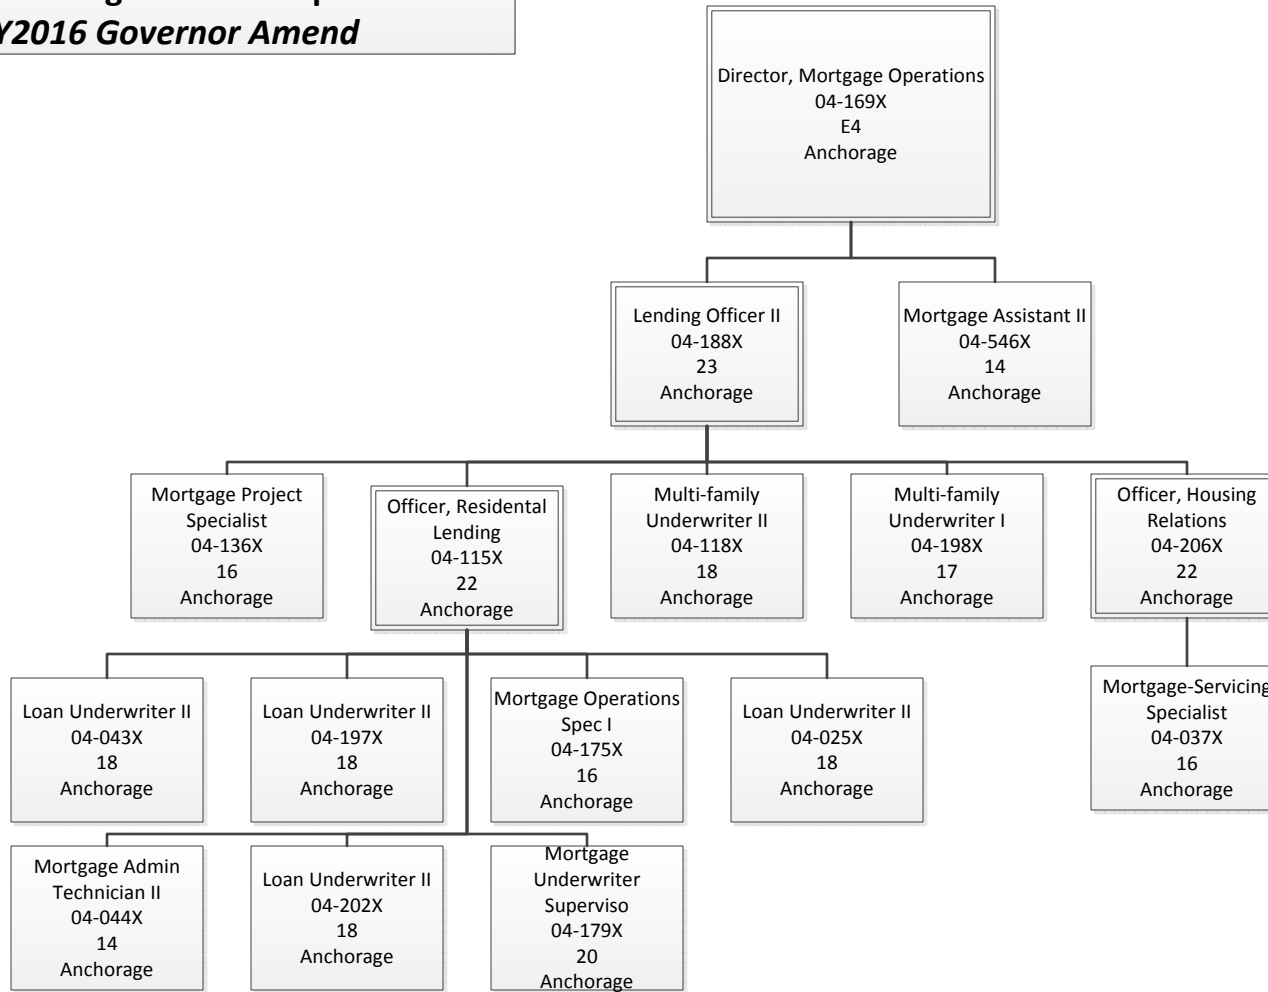 Y2016 Governor Amend
Director, Mortgage Operations
04-169X
E4
Anchorage
Lending Officer II
04-188X
23
Anchorage
Mortgage Assistant II
04-546X
14
Anchorage
Mortgage Project
Specialist
04-136X
16
Anchorage
Officer, Residental
Lending
04-115X
22
Anchorage
Multi-family
Underwriter II
04-118X
18
Anchorage
Multi-family
Underwriter I
04-198X
17
Anchorage
Officer, Housing
Relations
04-206X
22
Anchorage
Loan Underwriter II
04-043X
18
Anchorage
Loan Underwriter II
04-197X
18
Anchorage
Mortgage Operations
Spec I
04-175X
16
Anchorage
Loan Underwriter II
04-025X
18
Anchorage
Mortgage-Servicing
Specialist
04-037X
16
Anchorage
Mortgage Admin
Technician II
04-044X
14
Anchorage
Loan Underwriter II
04-202X
18
Anchorage
Mortgage
Underwriter
Superviso
04-179X
20
Anchorage